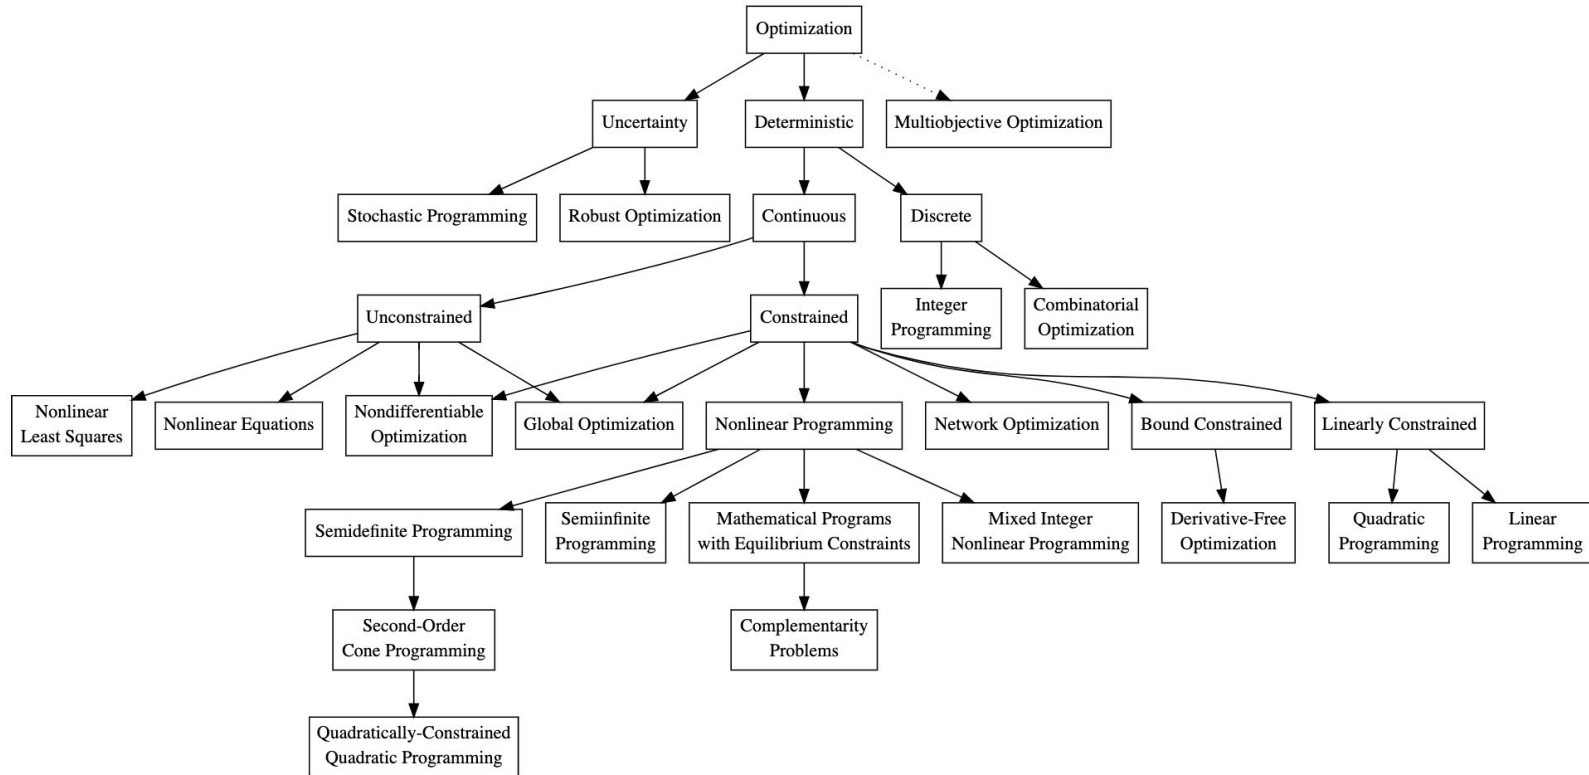 Optimization
Uncertainty
Deterministic
Multiobjective Optimization
Stochastic Programming
Robust Optimization
Continuous
Discrete
Unconstrained
Constrained
Integer
Programming
Combinatorial
Optimization
Nonlinear
Least Squares
Nonlinear Equations
Nondifferentiable
Optimization
Global Optimization
Nonlinear Programming
Network Optimization
Bound Constrained
Linearly Constrained
Semidefinite Programming
Semiinfinite
Programming
Mathematical Programs
with Equilibrium Constraints
Mixed Integer
Nonlinear Programming
Derivative-Free
Optimization
Quadratic
Programming
Linear
Programming
Second-Order
Cone Programming
Complementarity
Problems
Quadratically-Constrained
Quadratic Programming